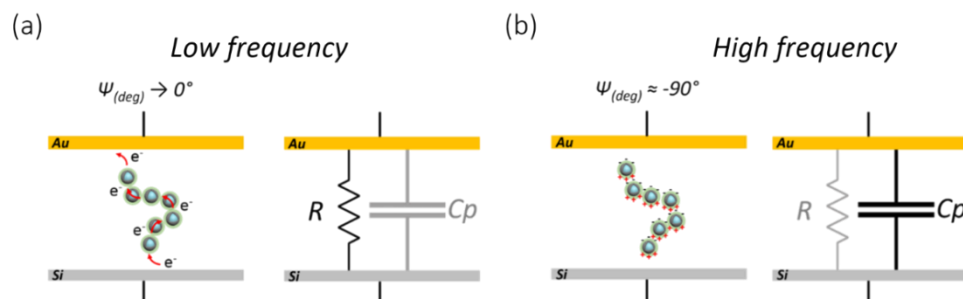 (a)
Low frequency
Ψ(deg) → 0°
Au
e-
e-
e-
e-
e-
Si
Au
R
Cp
Si
(b)
High frequency
Ψ(deg) ≈ -90°
Au
Si
Au
R
Cp
Si